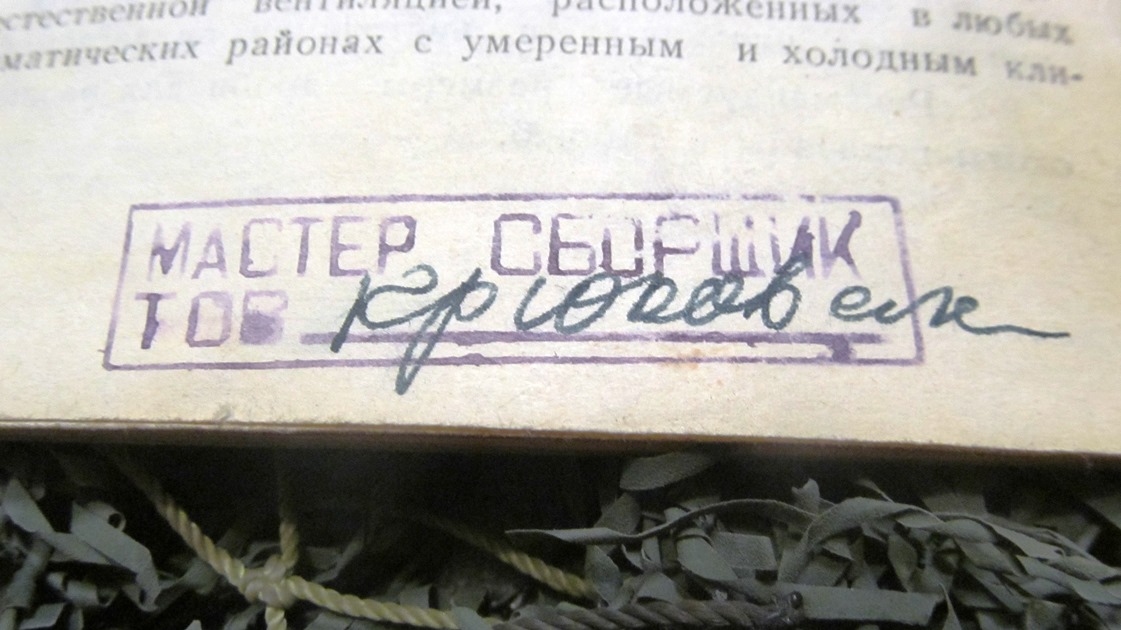 естественной вентиляцией, расположенных в любых
матических районах с умеренным и холодным кли-
МАСТЕР СБОРЩИК
ТОВ